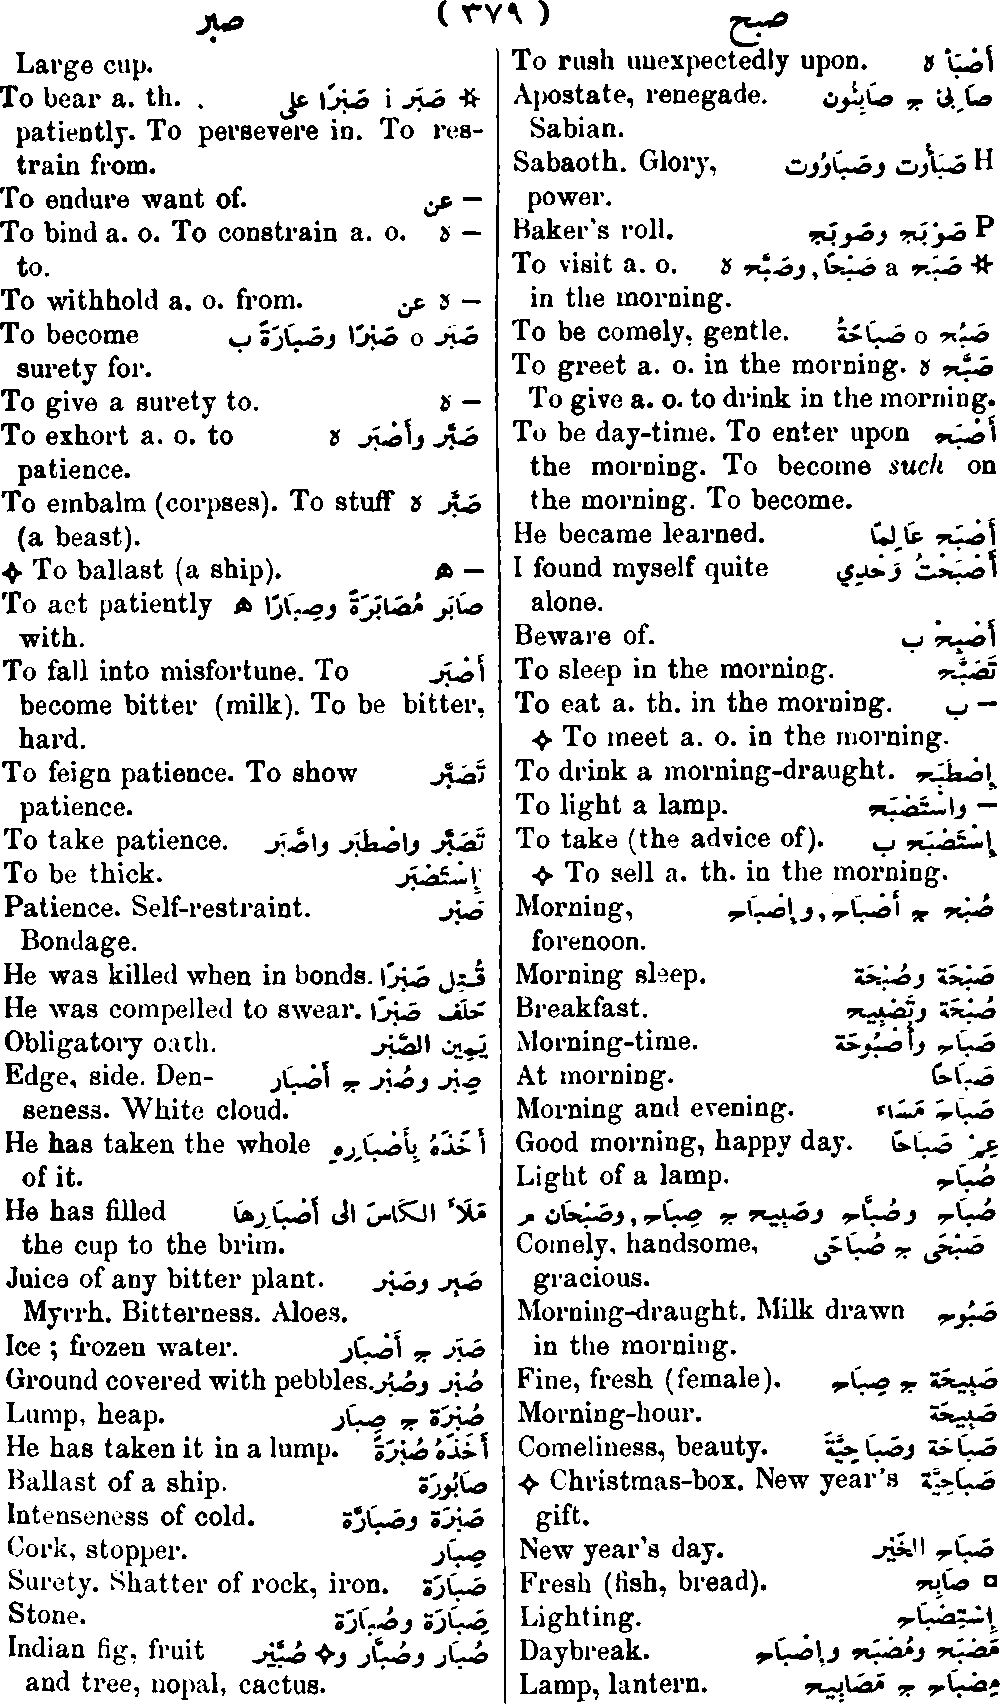 صبر ( ٣٧٩ ) صبح
To rush unexpectedly upon. أَصْبَأَ ه
Apostate, renegade. صَابِئ ج صَابِئُون
Sabian.
Sabaoth. Glory, صَبَأُرت وصَبَاؤُوت H
power.
Baker's roll. صَوْبَج وصَوبَج P
To visit a. o. ✲ صَبَح a صَبْحًا, وصَبَّح ه
in the morning.
To be comely, gentle. صَبُح o صَبَاحَةً
To greet a. o. in the morning. صَبَّح ه
To give a. o. to drink in the morning.
To be day-time. To enter upon أَصْبَح
the morning. To become such on
the morning. To become.
He became learned. أَصْبَح عَالِمًا
I found myself quite أَصْبَحْتُ وَحْدِي
alone.
Beware of. أَصْبِحْ ب
To sleep in the morning. تَصَبَّح
To eat a. th. in the morning. — ب
✧ To meet a. o. in the morning.
To drink a morning-draught. إِصْطَبَح
To light a lamp. — واسْتَصْبَح
To take (the advice of). إِسْتَصْبَح ب
✧ To sell a. th. in the morning.
Morning, صُبْح ج أَصْبَاح, وإِصْبَاح
forenoon.
Morning sleep. صَبْحَة وصُبْحَة
Breakfast. صُبْحَة وتَصْبِيح
Morning-time. صَبَاح وأُصْبُوحَة
At morning. صَبَاحًا
Morning and evening. صَبَاحَ مَسَاء
Good morning, happy day. عِمْ صَبَاحًا
Light of a lamp. صُبَاح
صُبَاح وصُبَّاح وصَبِيح ج صِبَاح, وصَبْحَان م
Comely, handsome, صَبْحَى ج صُبَاحَى
gracious.
Morning-draught. Milk drawn صَبُوح
in the morning.
Fine, fresh (female). صَبِيحَة ج صِبَاح
Morning-hour. صَبِيحَة
Comeliness, beauty. صَبَاحَة وصَبَاحِيَّة
✧ Christmas-box. New year's صَبَاحِيَّة
gift.
New year's day. صَبَاح الخَيْر
Fresh (fish, bread). ¤ صَابِح
Lighting. إِسْتِصْبَاح
Daybreak. مَصْبَح ومُصْبَح وإِصْبَاح
Lamp, lantern. مِصْبَاح ج مَصَابِيح
Large cup.
To bear a. th. ✲ صَبَر i صَبْرًا على
patiently. To persevere in. To res-
train from.
To endure want of. — عن
To bind a. o. To constrain a. o. — ه
to.
To withhold a. o. from. — ه عن
To become صَبَر o صَبْرًا وصَبَارَةً ب
surety for.
To give a surety to. — ه
To exhort a. o. to صَبَّر وأَصْبَر ه
patience.
To embalm (corpses). To stuff صَبَّر ه
(a beast).
✧ To ballast (a ship). — ه
To act patiently صَابَر مُصَابَرَةً وصِبَارًا ه
with.
To fall into misfortune. To أَصْبَر
become bitter (milk). To be bitter,
hard.
To feign patience. To show تَصَبَّر
patience.
To take patience. تَصَبَّر واصْطَبَر واصَّبَر
To be thick. إِسْتَصْبَر
Patience. Self-restraint. صَبْر
Bondage.
He was killed when in bonds. قُتِل صَبْرًا
He was compelled to swear. حَلَف صَبْرًا
Obligatory oath. يَمِين الصَّبْر
Edge, side. Den- صِبْر وصُبْر ج أَصْبَار
seness. White cloud.
He has taken the whole أَخَذَهُ بِأَصْبَارِهِ
of it.
He has filled مَلَأَ الكَاسَ الى أَصْبَارِهَا
the cup to the brim.
Juice of any bitter plant. صَبِر وصَبْر
Myrrh. Bitterness. Aloes.
Ice ; frozen water. صَبَر ج أَصْبَار
Ground covered with pebbles. صُبْر وصُبُر
Lump, heap. صُبْرَة ج صِبَار
He has taken it in a lump. أَخَذَهُ صُبْرَةً
Ballast of a ship. صَابُورَة
Intenseness of cold. صَبْرَة وصَبَارَّة
Cork, stopper. صِبَار
Surety. Shatter of rock, iron. صَبَارَة
Stone. صَِبَارَة وصُبَارَة
Indian fig, fruit صُبَار وصُبَّار و✧ صُبَّيْر
and tree, nopal, cactus.